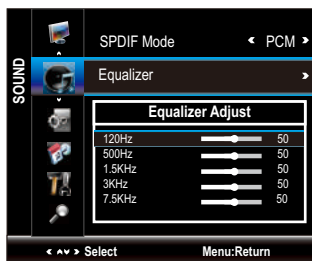 SOUND
SPDIF Mode < PCM >
Equalizer >
Equalizer Adjust
120Hz 50
500Hz 50
1.5KHz 50
3KHz 50
7.5KHz 50
Select Menu:Return